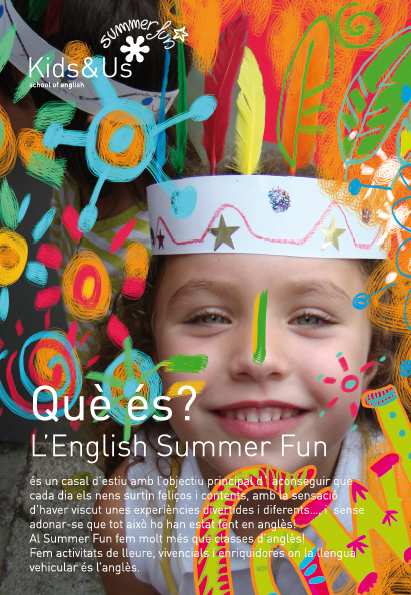 summer fun
Kids&Us
school of english
Què és?
L'English Summer Fun
és un casal d'estiu amb l'objectiu principal d' aconseguir que
cada dia els nens surtin feliços i contents, amb la sensació
d'haver viscut unes experiències divertides i diferents..., i sense
adonar-se que tot això ho han estat fent en anglès!
Al Summer Fun fem molt més que classes d'anglès!
Fem activitats de lleure, vivencials i enriquidores on la llengua
vehicular és l'anglès.